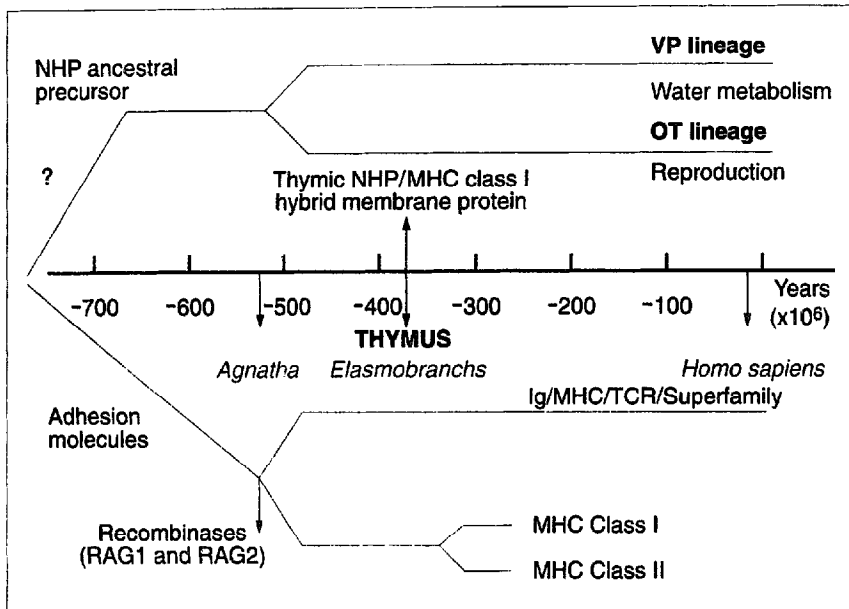 NHP ancestral
precursor
VP lineage
Water metabolism
OT lineage
Reproduction
?
Thymic NHP/MHC class I
hybrid membrane protein
-700 -600 -500 -400 -300 -200 -100 Years
(x10⁶)
THYMUS
Agnatha Elasmobranchs Homo sapiens
Ig/MHC/TCR/Superfamily
Adhesion
molecules
Recombinases
(RAG1 and RAG2)
MHC Class I
MHC Class II